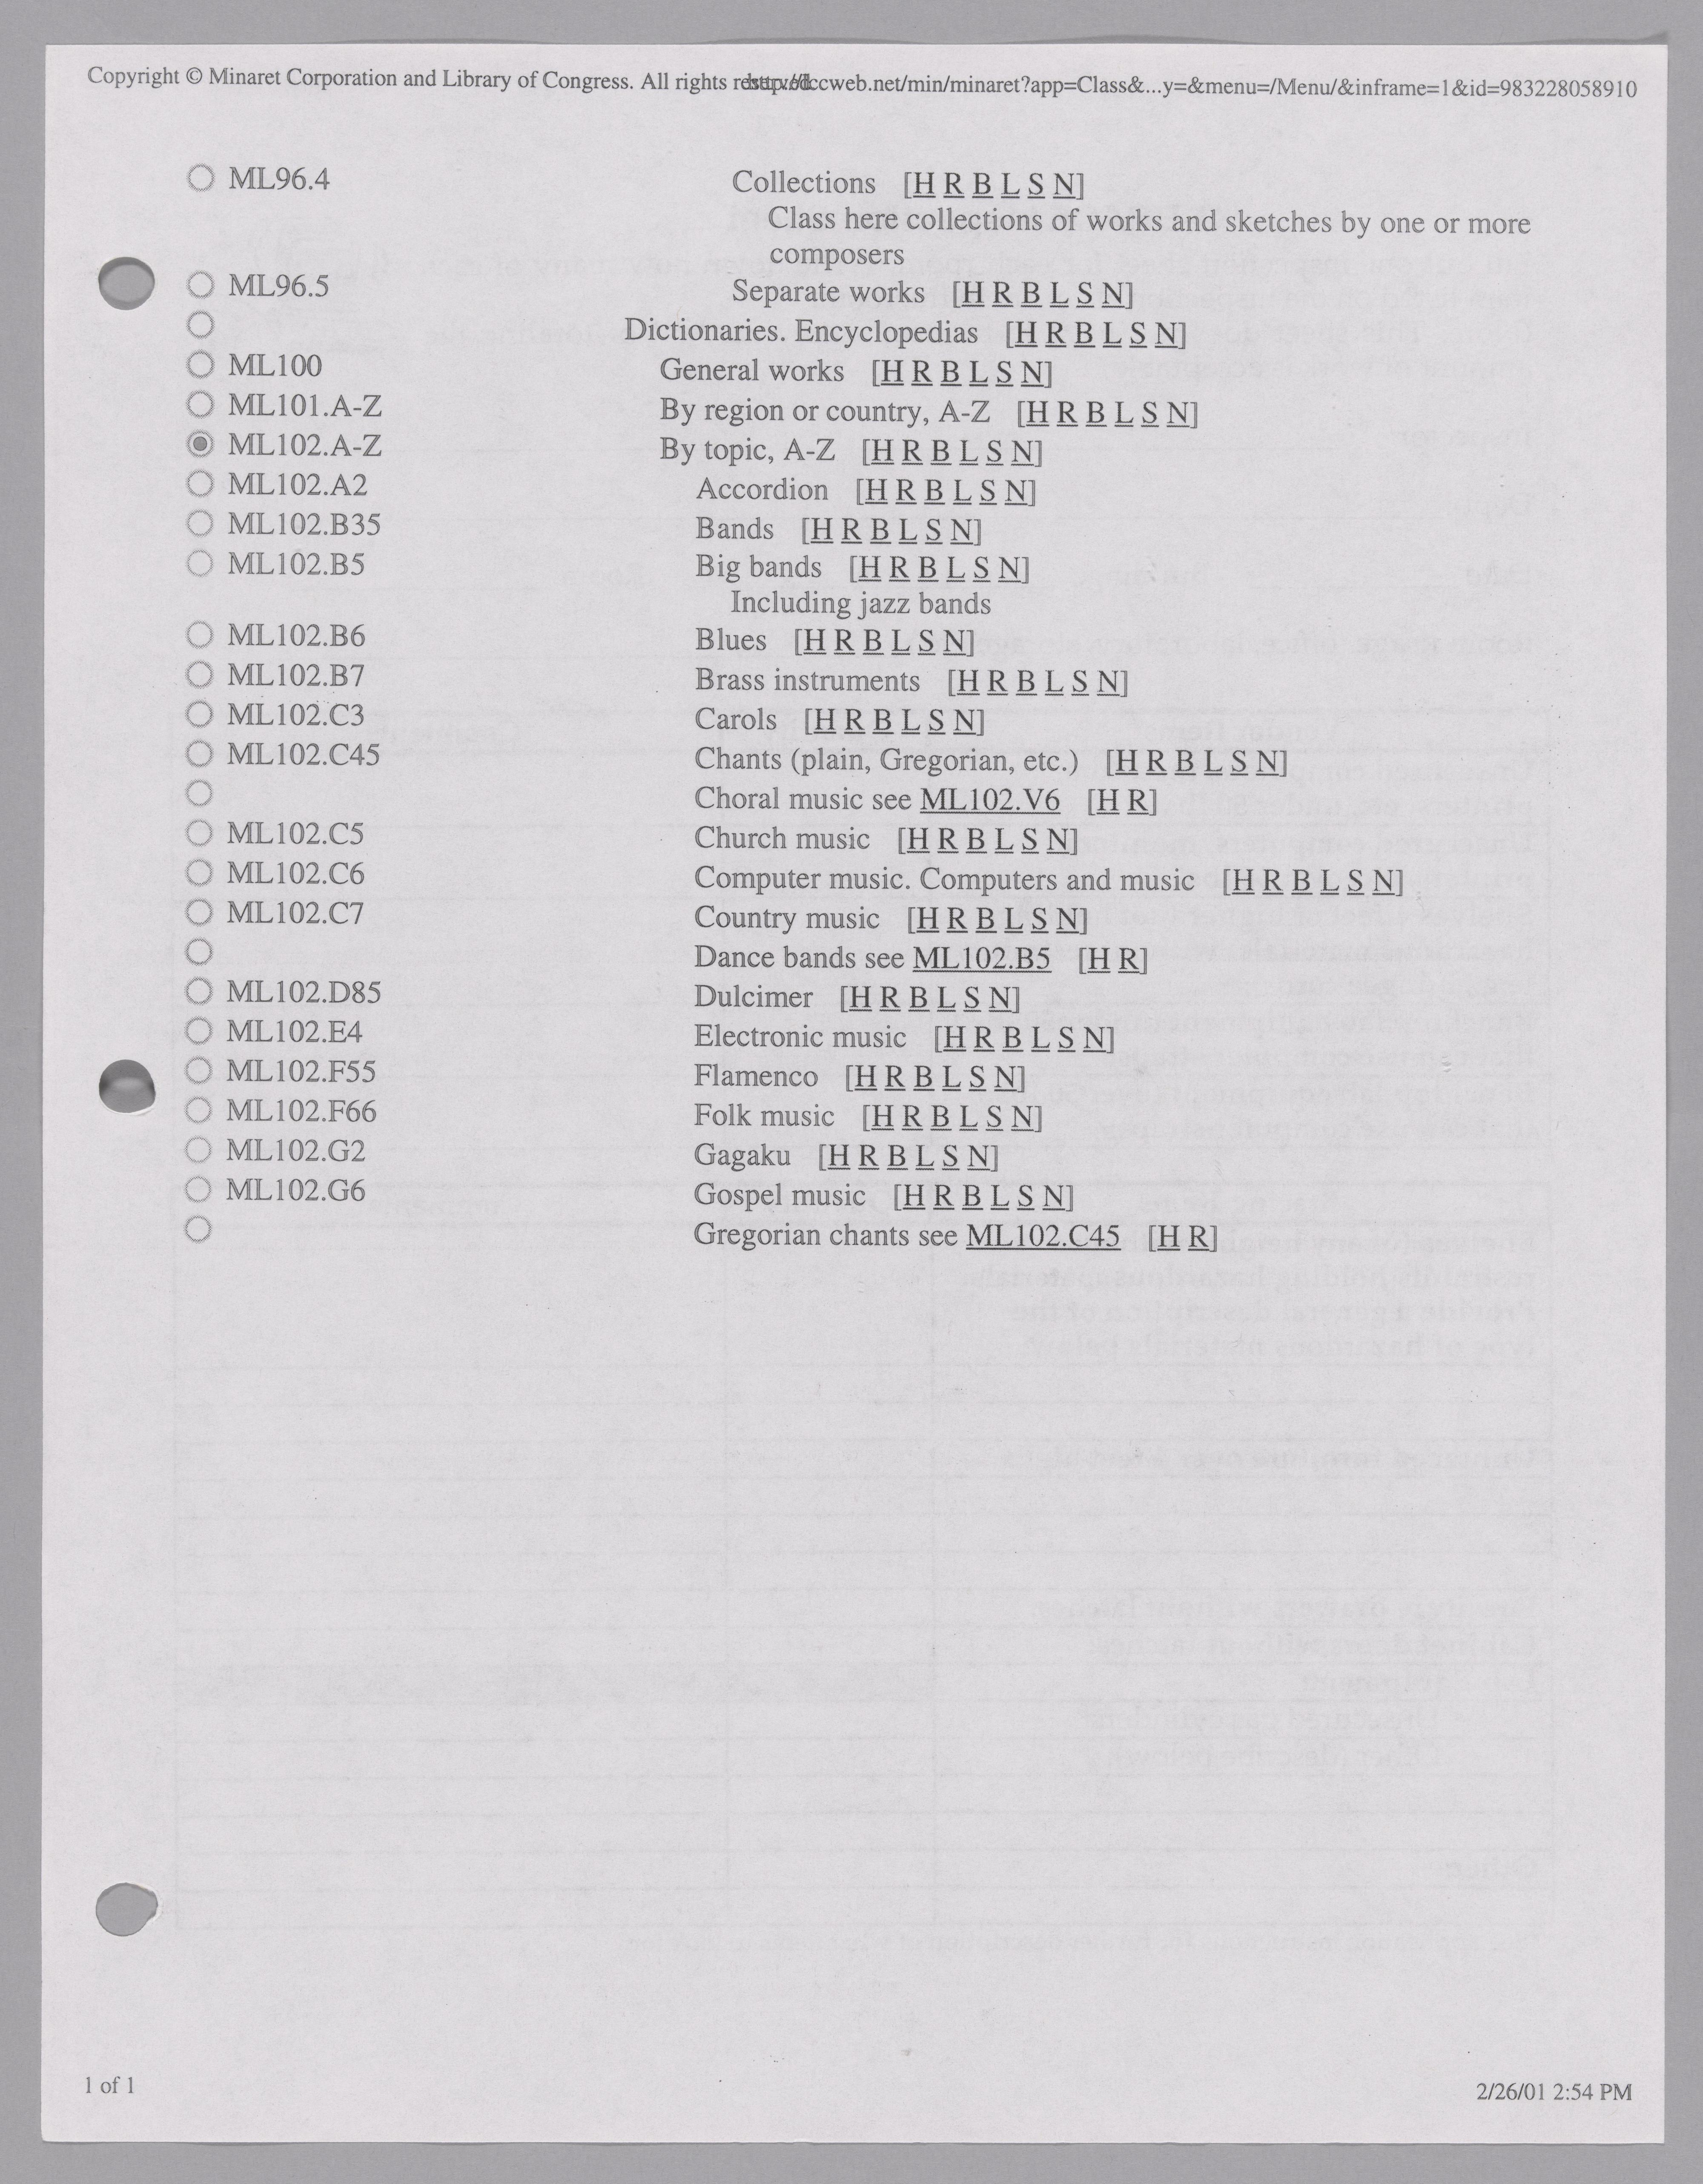 Copyright © Minaret Corporation and Library of Congress. All rights reserved. http://lccweb.net/min/minaret?app=Class&...y=&menu=/Menu/&inframe=1&id=983228058910
ML96.4 Collections [H R B L S N]
Class here collections of works and sketches by one or more
composers
ML96.5 Separate works [H R B L S N]
Dictionaries. Encyclopedias [H R B L S N]
ML100 General works [H R B L S N]
ML101.A-Z By region or country, A-Z [H R B L S N]
ML102.A-Z By topic, A-Z [H R B L S N]
ML102.A2 Accordion [H R B L S N]
ML102.B35 Bands [H R B L S N]
ML102.B5 Big bands [H R B L S N]
Including jazz bands
ML102.B6 Blues [H R B L S N]
ML102.B7 Brass instruments [H R B L S N]
ML102.C3 Carols [H R B L S N]
ML102.C45 Chants (plain, Gregorian, etc.) [H R B L S N]
Choral music see ML102.V6 [H R]
ML102.C5 Church music [H R B L S N]
ML102.C6 Computer music. Computers and music [H R B L S N]
ML102.C7 Country music [H R B L S N]
Dance bands see ML102.B5 [H R]
ML102.D85 Dulcimer [H R B L S N]
ML102.E4 Electronic music [H R B L S N]
ML102.F55 Flamenco [H R B L S N]
ML102.F66 Folk music [H R B L S N]
ML102.G2 Gagaku [H R B L S N]
ML102.G6 Gospel music [H R B L S N]
Gregorian chants see ML102.C45 [H R]
1 of 1
2/26/01 2:54 PM